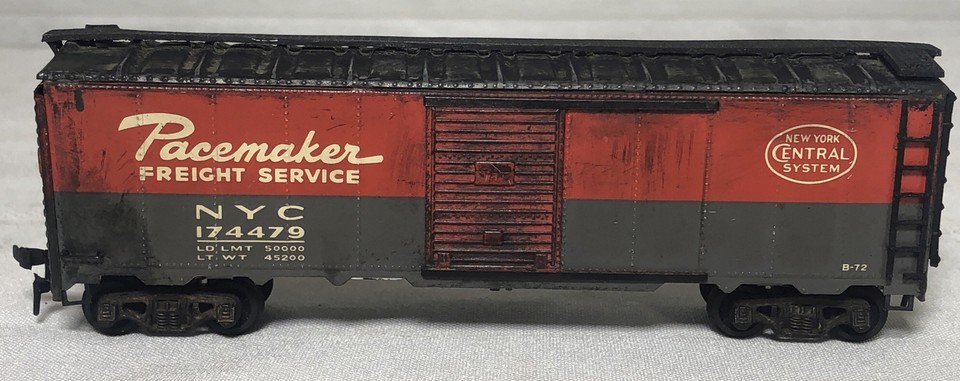 Pacemaker
FREIGHT SERVICE
NYC
174479
LD LMT 50000
LT WT 45200
NEW YORK
CENTRAL
SYSTEM
B-72